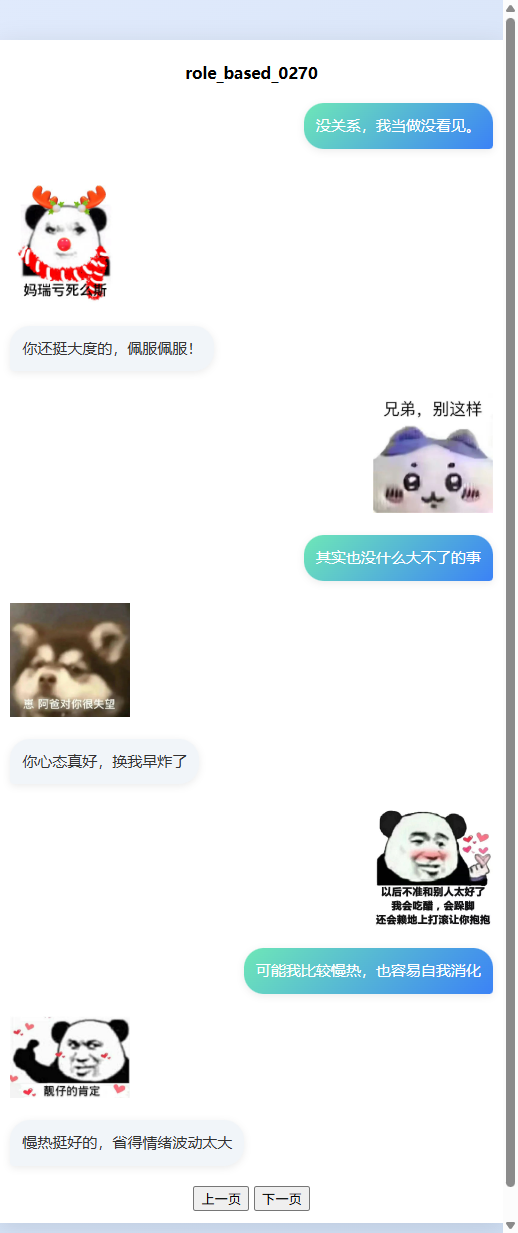 role_based_0270
没关系，我当做没看见。
妈瑞亏死么斯
你还挺大度的，佩服佩服！
兄弟，别这样
其实也没什么大不了的事
崽 阿爸对你很失望
你心态真好，换我早炸了
以后不准和别人太好了
我会吃醋，会跺脚
还会赖地上打滚让你抱抱
可能我比较慢热，也容易自我消化
靓仔的肯定
慢热挺好的，省得情绪波动太大
上一页 下一页